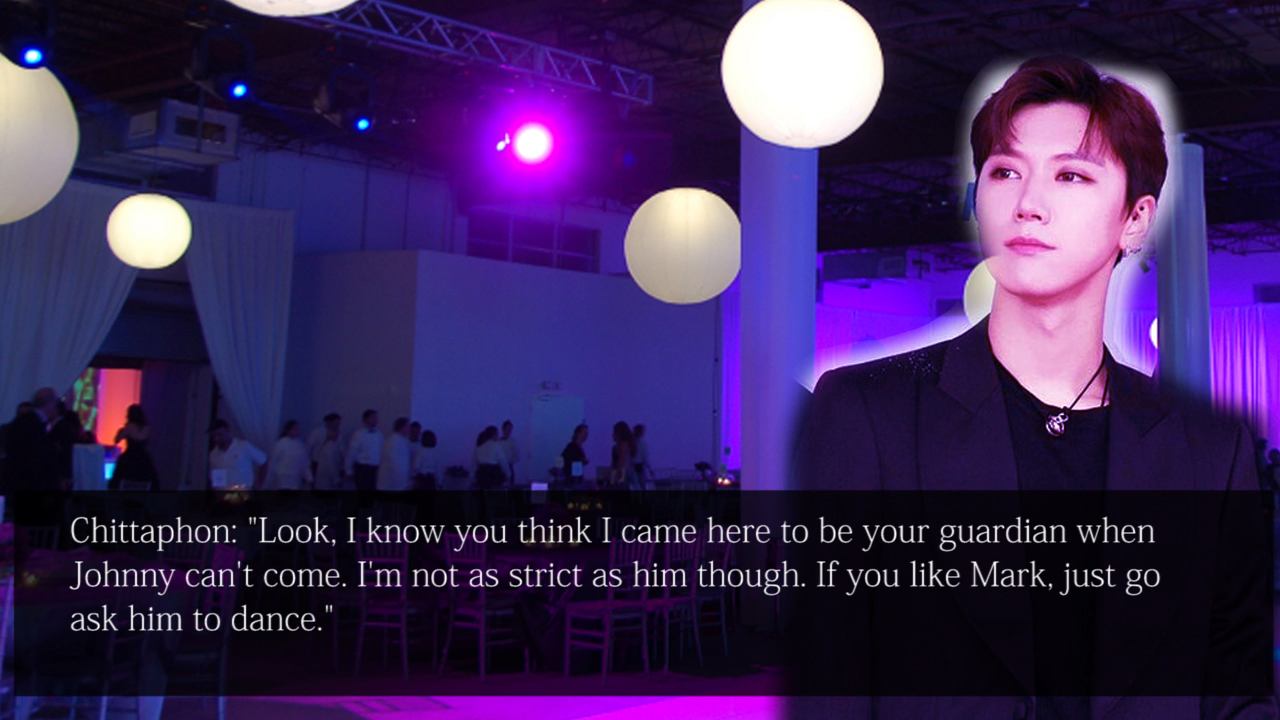 Chittaphon: "Look, I know you think I came here to be your guardian when
Johnny can't come. I'm not as strict as him though. If you like Mark, just go
ask him to dance."